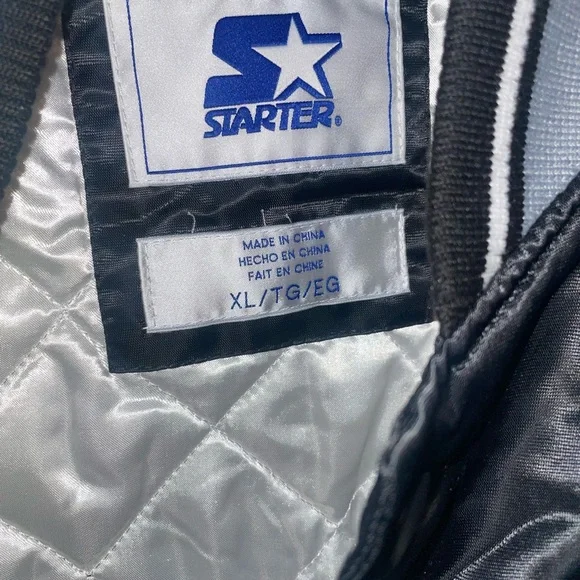 STARTER®
MADE IN CHINA
HECHO EN CHINA
FAIT EN CHINE
XL/TG/EG